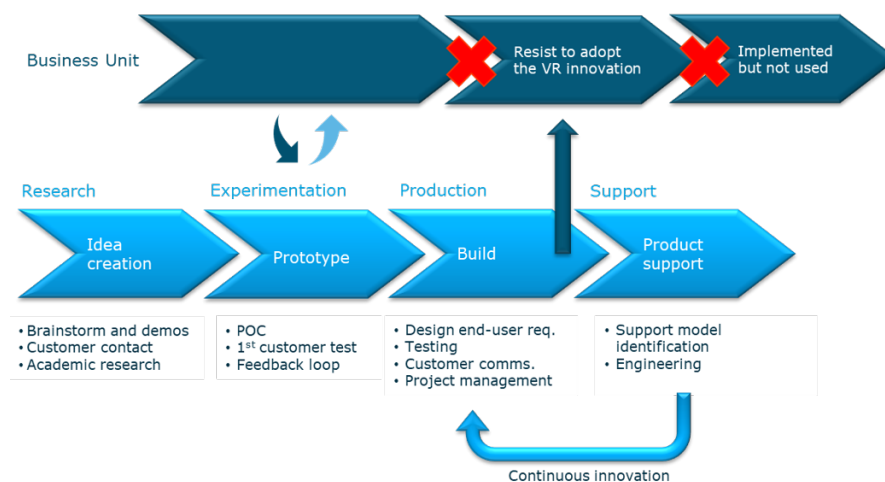 Business Unit
Resist to adopt
the VR innovation
Implemented
but not used
Research
Experimentation
Production
Support
Idea
creation
Prototype
Build
Product
support
• Brainstorm and demos
• Customer contact
• Academic research
• POC
• 1st customer test
• Feedback loop
• Design end-user req.
• Testing
• Customer comms.
• Project management
• Support model
identification
• Engineering
Continuous innovation